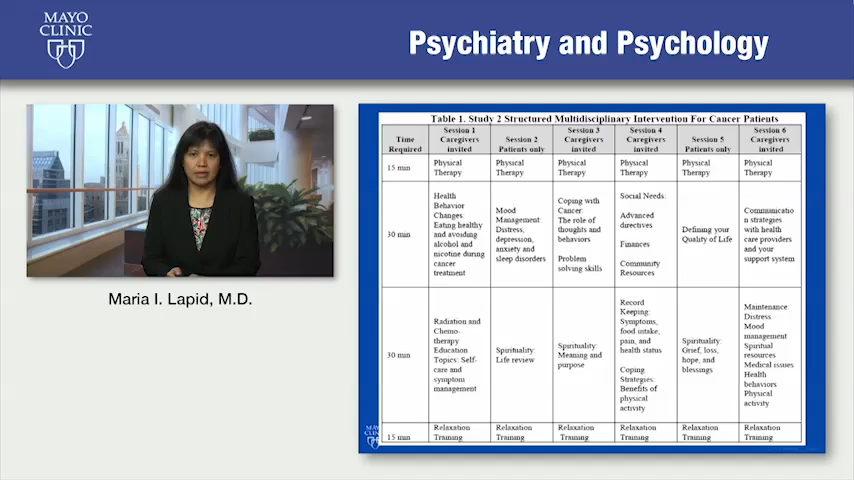 MAYO
CLINIC
Psychiatry and Psychology
Maria I. Lapid, M.D.
Table 1. Study 2 Structured Multidisciplinary Intervention For Cancer Patients
Time
Required
Session 1
Caregivers
invited
Session 2
Patients only
Session 3
Caregivers
invited
Session 4
Caregivers
invited
Session 5
Patients only
Session 6
Caregivers
invited
15 min
Physical
Therapy
Physical
Therapy
Physical
Therapy
Physical
Therapy
Physical
Therapy
Physical
Therapy
30 min
Health
Behavior
Changes:
Eating healthy
and avoiding
alcohol and
nicotine during
cancer
treatment
Mood
Management:
Distress,
depression,
anxiety and
sleep disorders
Coping with
Cancer:
The role of
thoughts and
behaviors
Problem
solving skills
Social Needs:
Advanced
directives
Finances
Community
Resources
Defining your
Quality of Life
Communicatio
n strategies
with health
care providers
and your
support system
30 min
Radiation and
Chemo-
therapy
Education
Topics: Self-
care and
symptom
management
Spirituality:
Life review
Spirituality:
Meaning and
purpose
Record
Keeping:
Symptoms,
food intake,
pain, and
health status
Coping
Strategies:
Benefits of
physical
activity
Spirituality:
Grief, loss,
hope, and
blessings
Maintenance:
Distress
Mood
management
Spiritual
resources
Medical issues
Health
behaviors
Physical
activity
15 min
Relaxation
Training
Relaxation
Training
Relaxation
Training
Relaxation
Training
Relaxation
Training
Relaxation
Training
MAYO
CLINIC